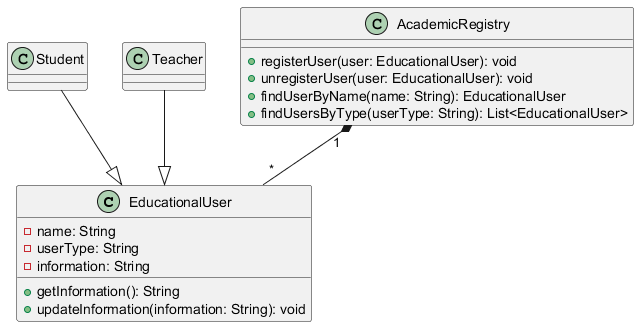 C Student
C Teacher
C AcademicRegistry
registerUser(user: EducationalUser): void
unregisterUser(user: EducationalUser): void
findUserByName(name: String): EducationalUser
findUsersByType(userType: String): List<EducationalUser>
1
*
C EducationalUser
name: String
userType: String
information: String
getInformation(): String
updateInformation(information: String): void